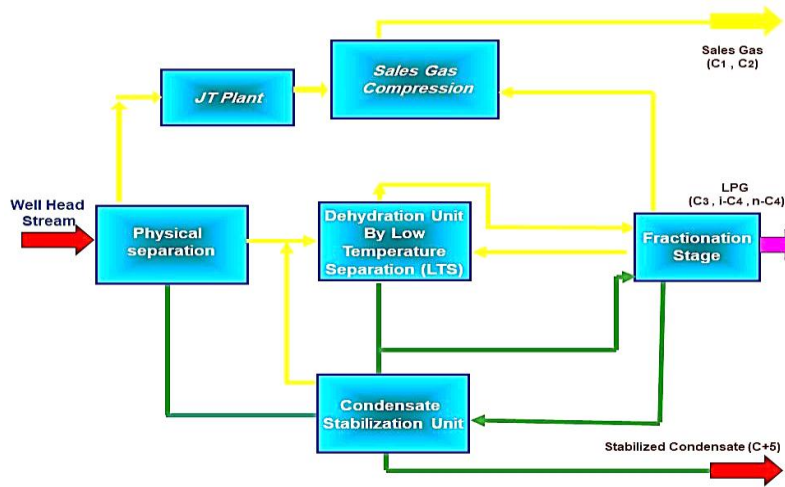 Sales Gas
(C1 , C2)
Sales Gas
Compression
JT Plant
LPG
(C3 , i-C4 , n-C4)
Well Head
Stream
Physical
separation
Dehydration Unit
By Low
Temperature
Separation (LTS)
Fractionation
Stage
Condensate
Stabilization Unit
Stabilized Condensate (C+5)